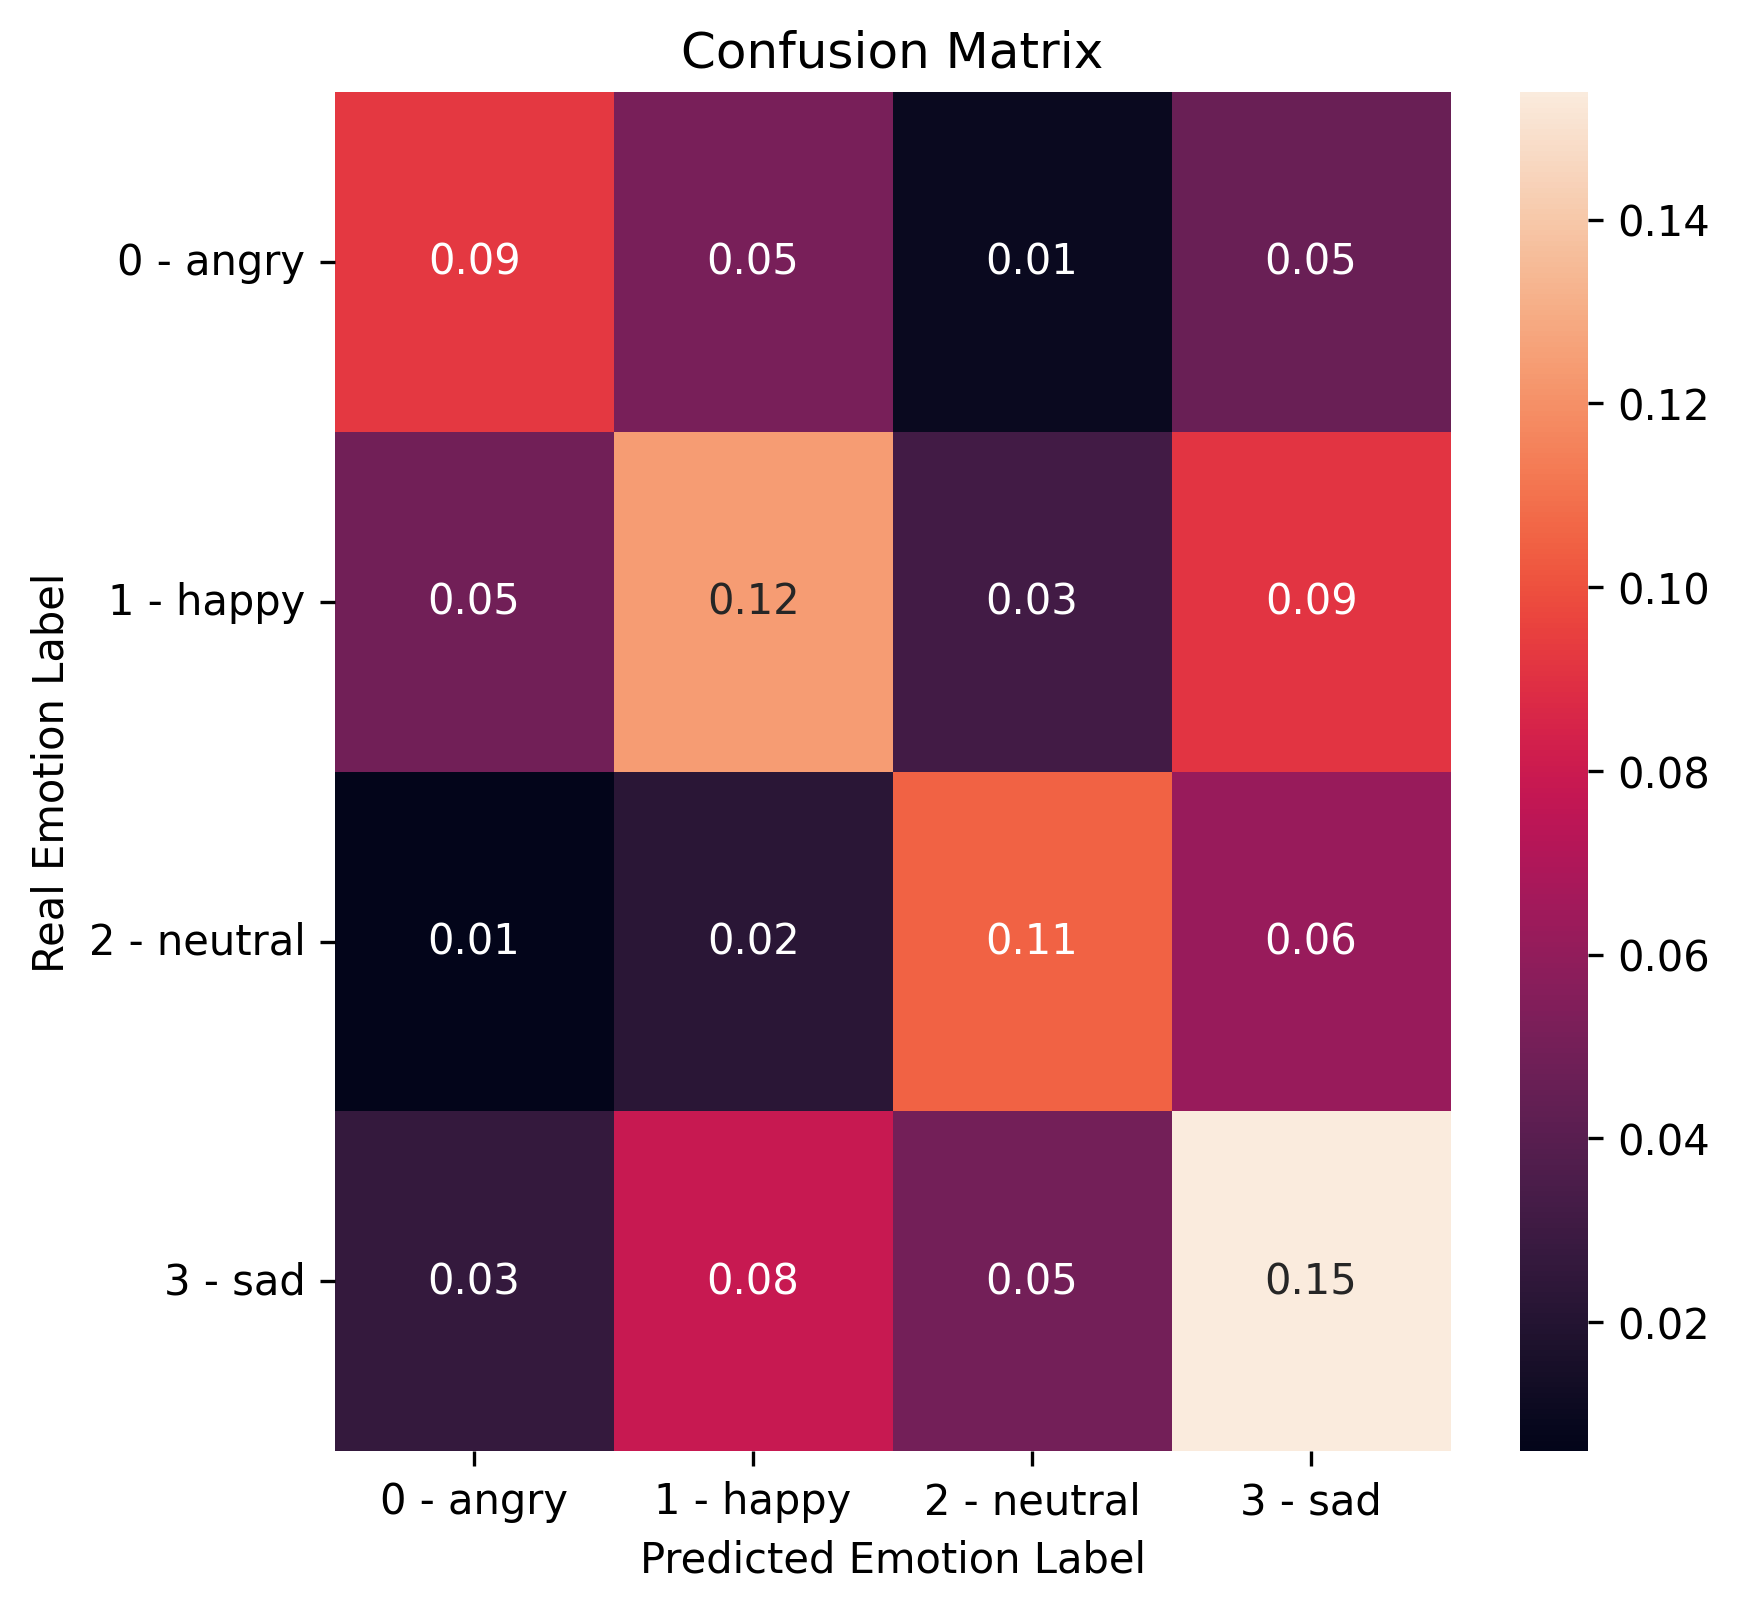 Confusion Matrix
0 - angry
0.09
0.05
0.01
0.05
1 - happy
0.05
0.12
0.03
0.09
2 - neutral
0.01
0.02
0.11
0.06
3 - sad
0.03
0.08
0.05
0.15
0 - angry
1 - happy
2 - neutral
3 - sad
Predicted Emotion Label
Real Emotion Label
0.14
0.12
0.10
0.08
0.06
0.04
0.02